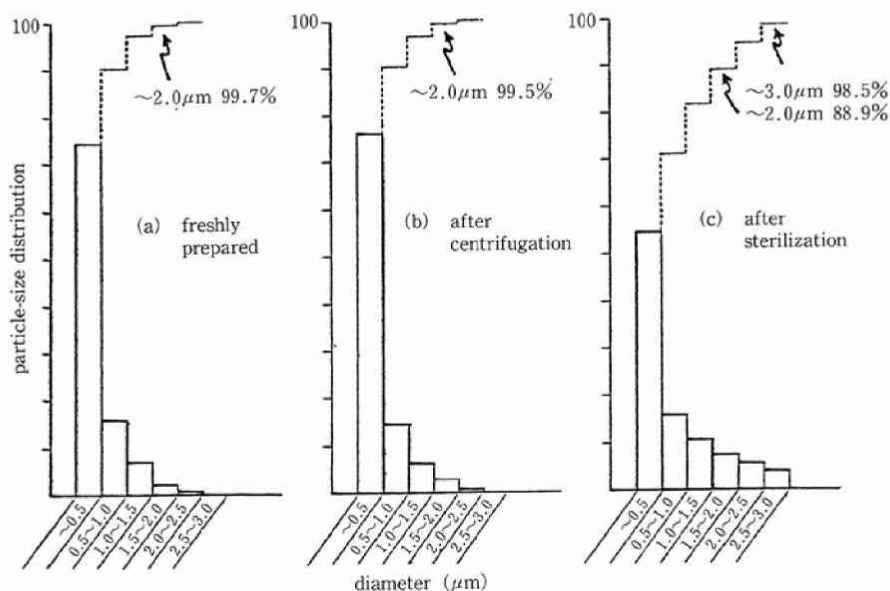 100
~2.0μm 99.7%
(a) freshly
prepared
particle-size distribution
~0.5
0.5~1.0
1.0~1.5
1.5~2.0
2.0~2.5
2.5~3.0
100
~2.0μm 99.5%
(b) after
centrifugation
~0.5
0.5~1.0
1.0~1.5
1.5~2.0
2.0~2.5
2.5~3.0
100
~3.0μm 98.5%
~2.0μm 88.9%
(c) after
sterilization
~0.5
0.5~1.0
1.0~1.5
1.5~2.0
2.0~2.5
2.5~3.0
diameter (μm)